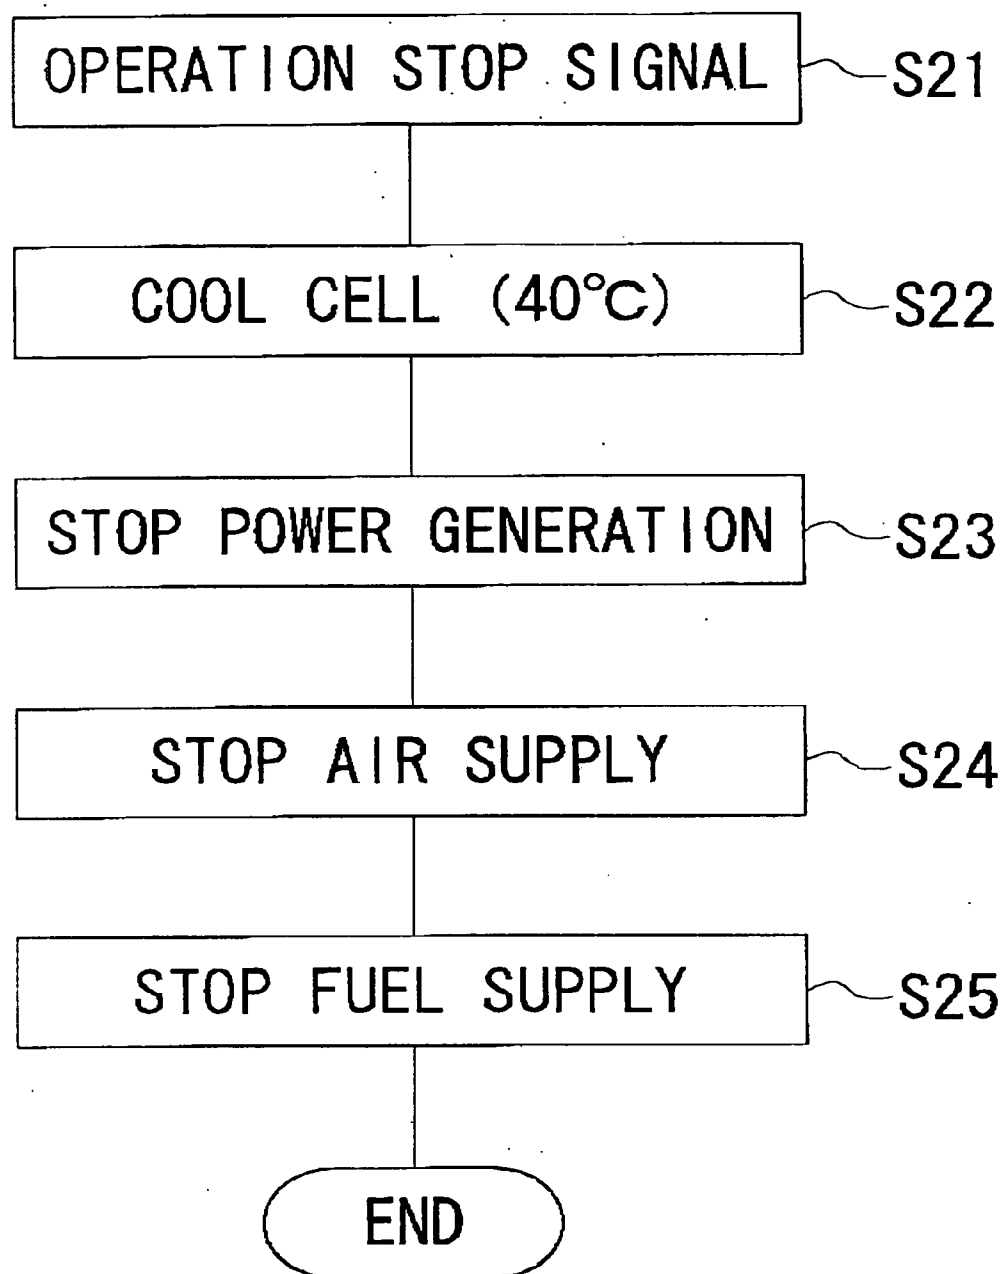 OPERATION STOP SIGNAL S21
COOL CELL (40°C) S22
STOP POWER GENERATION S23
STOP AIR SUPPLY S24
STOP FUEL SUPPLY S25
END